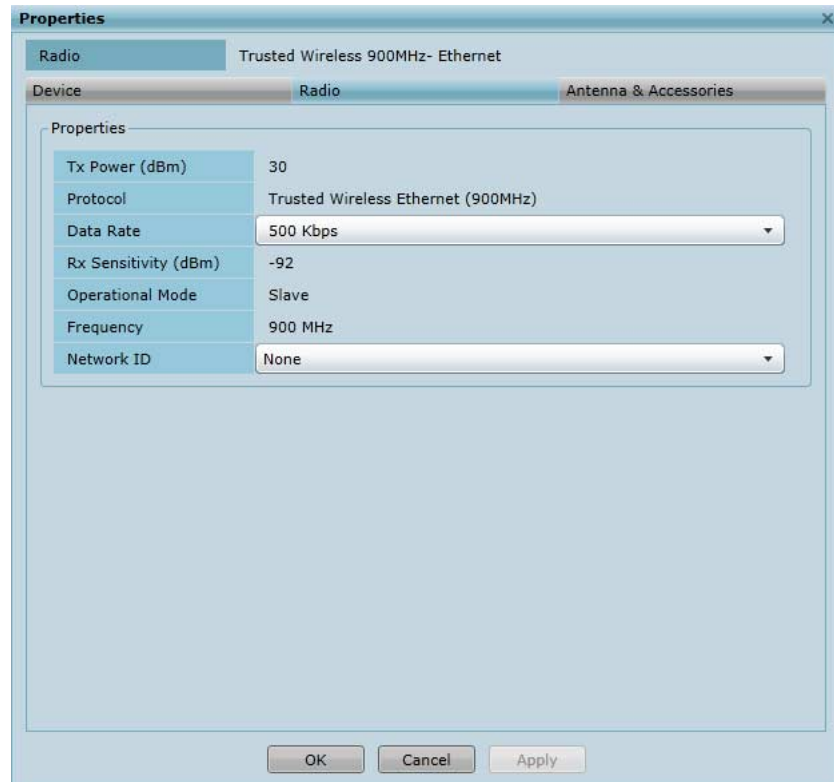 Properties
Radio Trusted Wireless 900MHz- Ethernet
Device Radio Antenna & Accessories
Properties
Tx Power (dBm) 30
Protocol Trusted Wireless Ethernet (900MHz)
Data Rate 500 Kbps
Rx Sensitivity (dBm) -92
Operational Mode Slave
Frequency 900 MHz
Network ID None
OK Cancel Apply